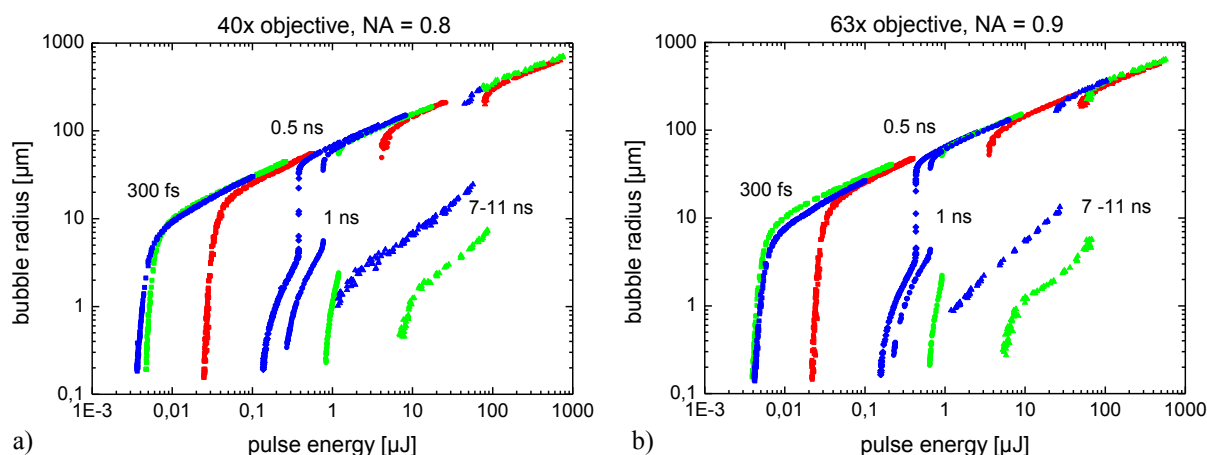 40x objective, NA = 0.8
bubble radius [µm]
1000
100
10
1
0,1
300 fs
0.5 ns
1 ns
7-11 ns
1E-3 0,01 0,1 1 10 100 1000
pulse energy [µJ]
a)
63x objective, NA = 0.9
bubble radius [µm]
1000
100
10
1
0,1
300 fs
0.5 ns
1 ns
7 -11 ns
1E-3 0,01 0,1 1 10 100 1000
pulse energy [µJ]
b)